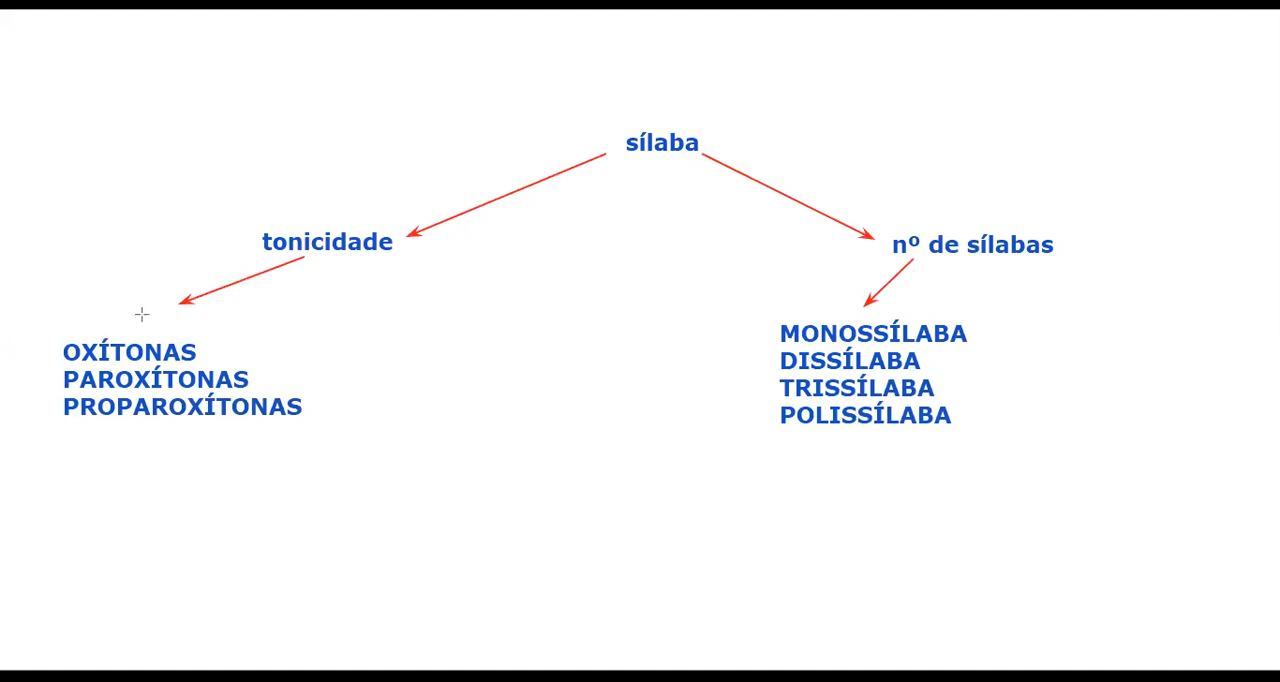 sílaba
tonicidade
nº de sílabas
OXÍTONAS
PAROXÍTONAS
PROPAROXÍTONAS
MONOSSÍLABA
DISSÍLABA
TRISSÍLABA
POLISSÍLABA